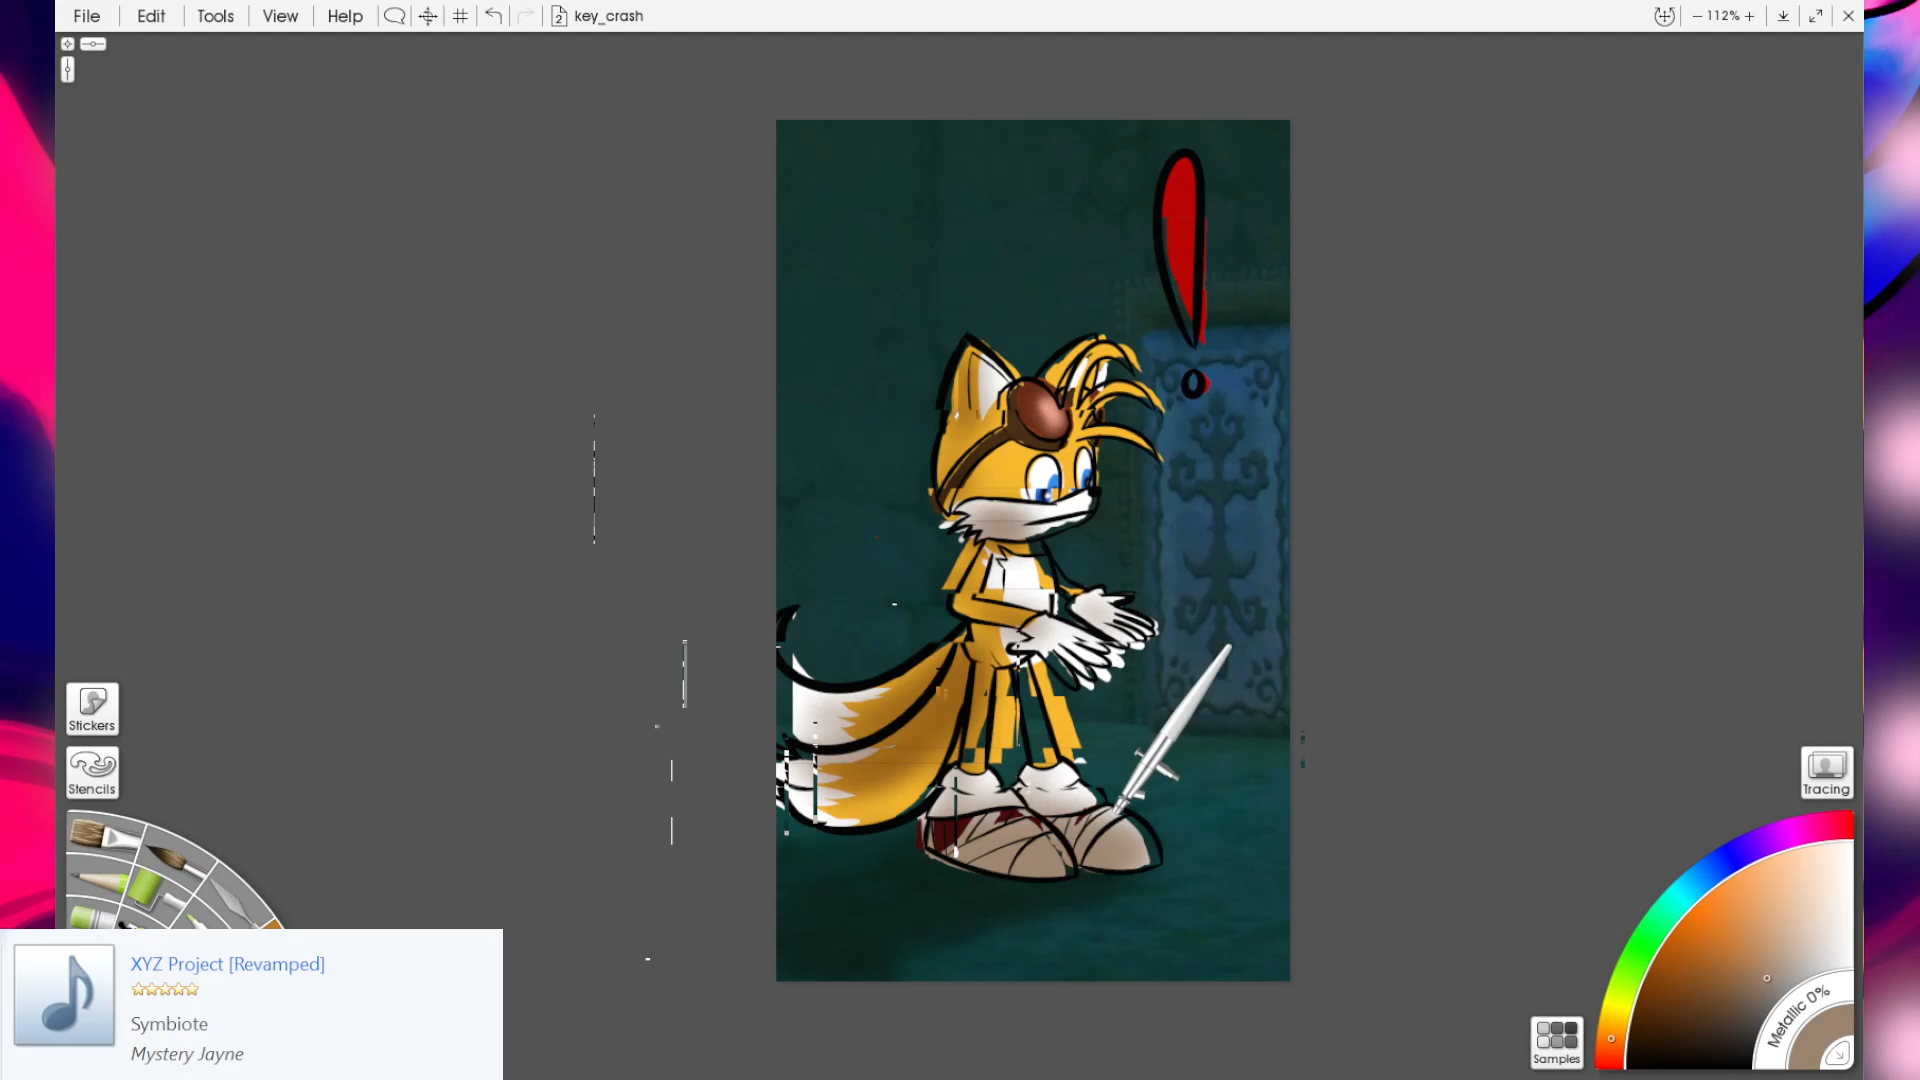 File Edit Tools View Help 2 key_crash 112%
Stickers
Stencils
Tracing
Metallic 0%
Samples
XYZ Project [Revamped]
Symbiote
Mystery Jayne